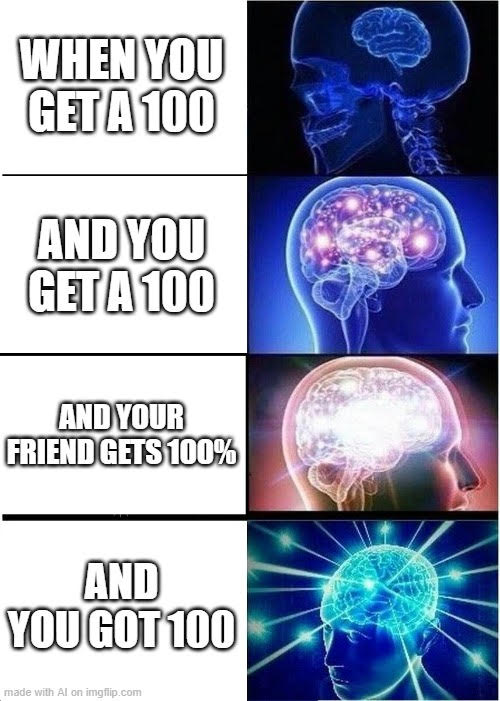 WHEN YOU
GET A 100
AND YOU
GET A 100
AND YOUR
FRIEND GETS 100%
AND
YOU GOT 100
made with AI on imgflip.com